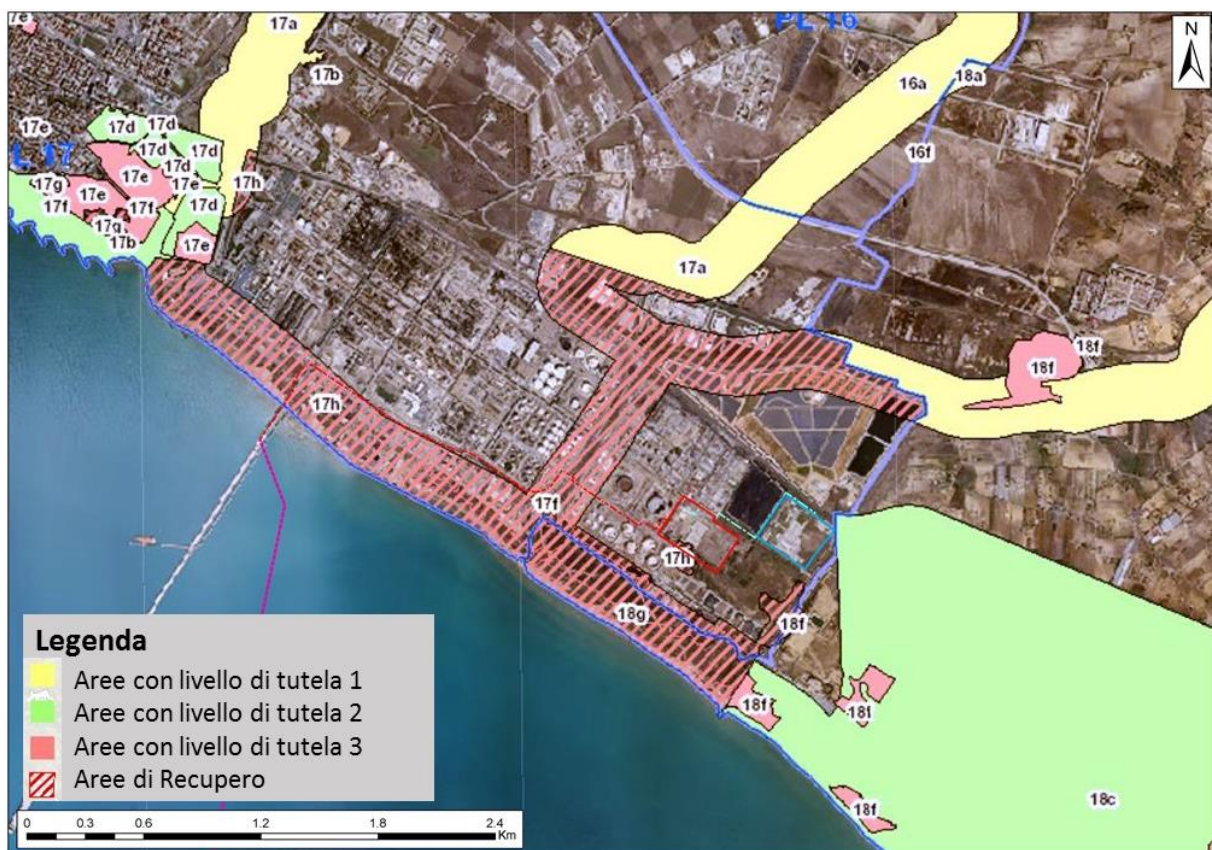 17e
17a
PL 16
N
17b
16a
18a
17d
17d
17e
17d
17d
16f
L 17
17d
17e
17e
17h
17g
17e
17d
17f
17f
17g
17b
17e
17a
18f
18f
17h
17f
17h
18g
18f
18f
18f
18f
18c
Legenda
Aree con livello di tutela 1
Aree con livello di tutela 2
Aree con livello di tutela 3
Aree di Recupero
0 0.3 0.6 1.2 1.8 2.4
Km